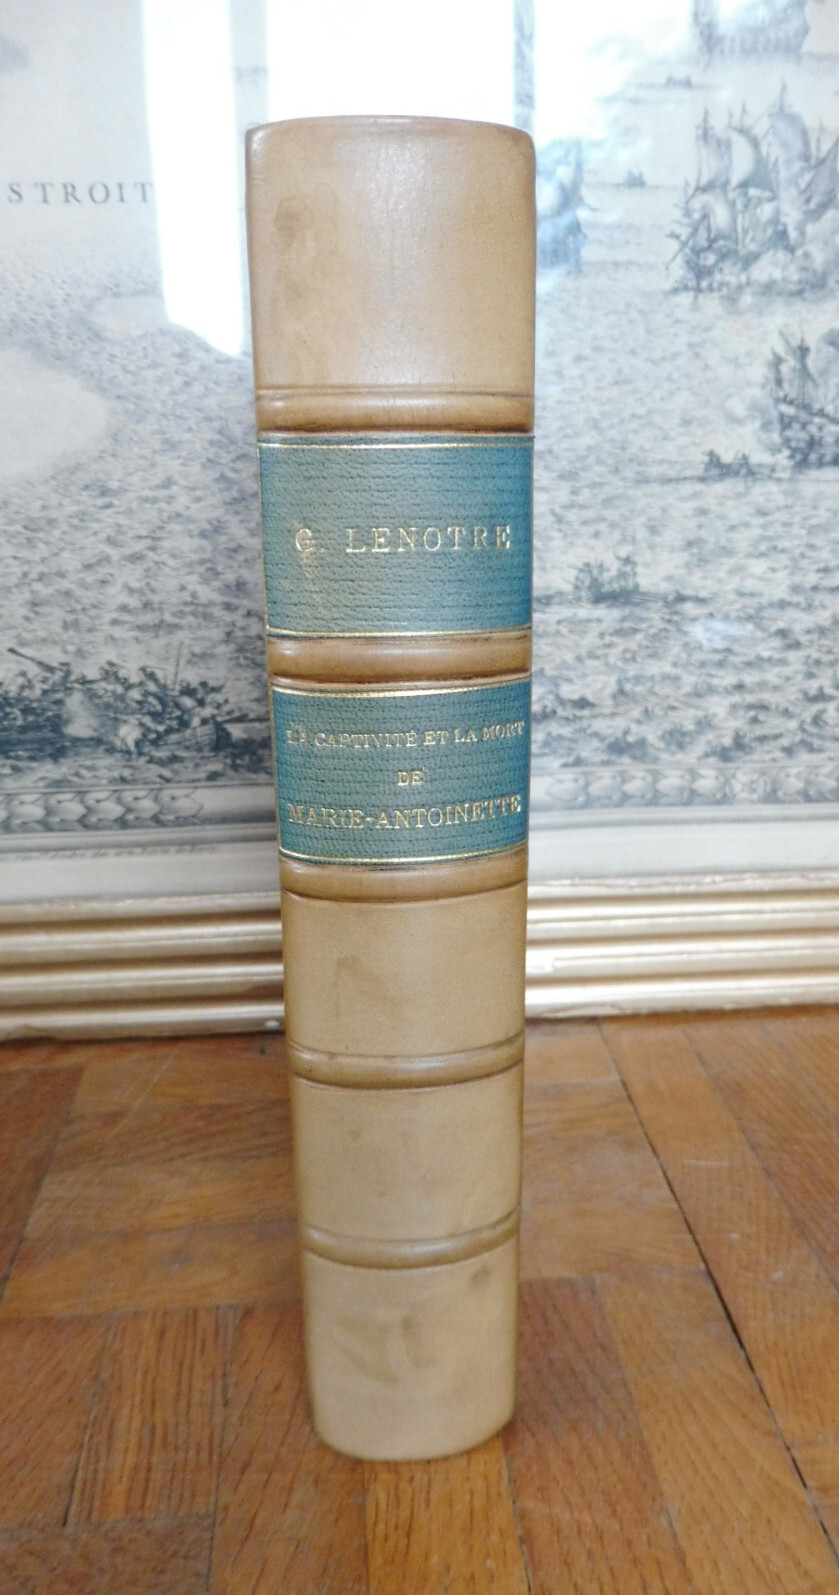 STROIT
G. LENOTRE
LA CAPTIVITÉ ET LA MORT
DE
MARIE-ANTOINETTE